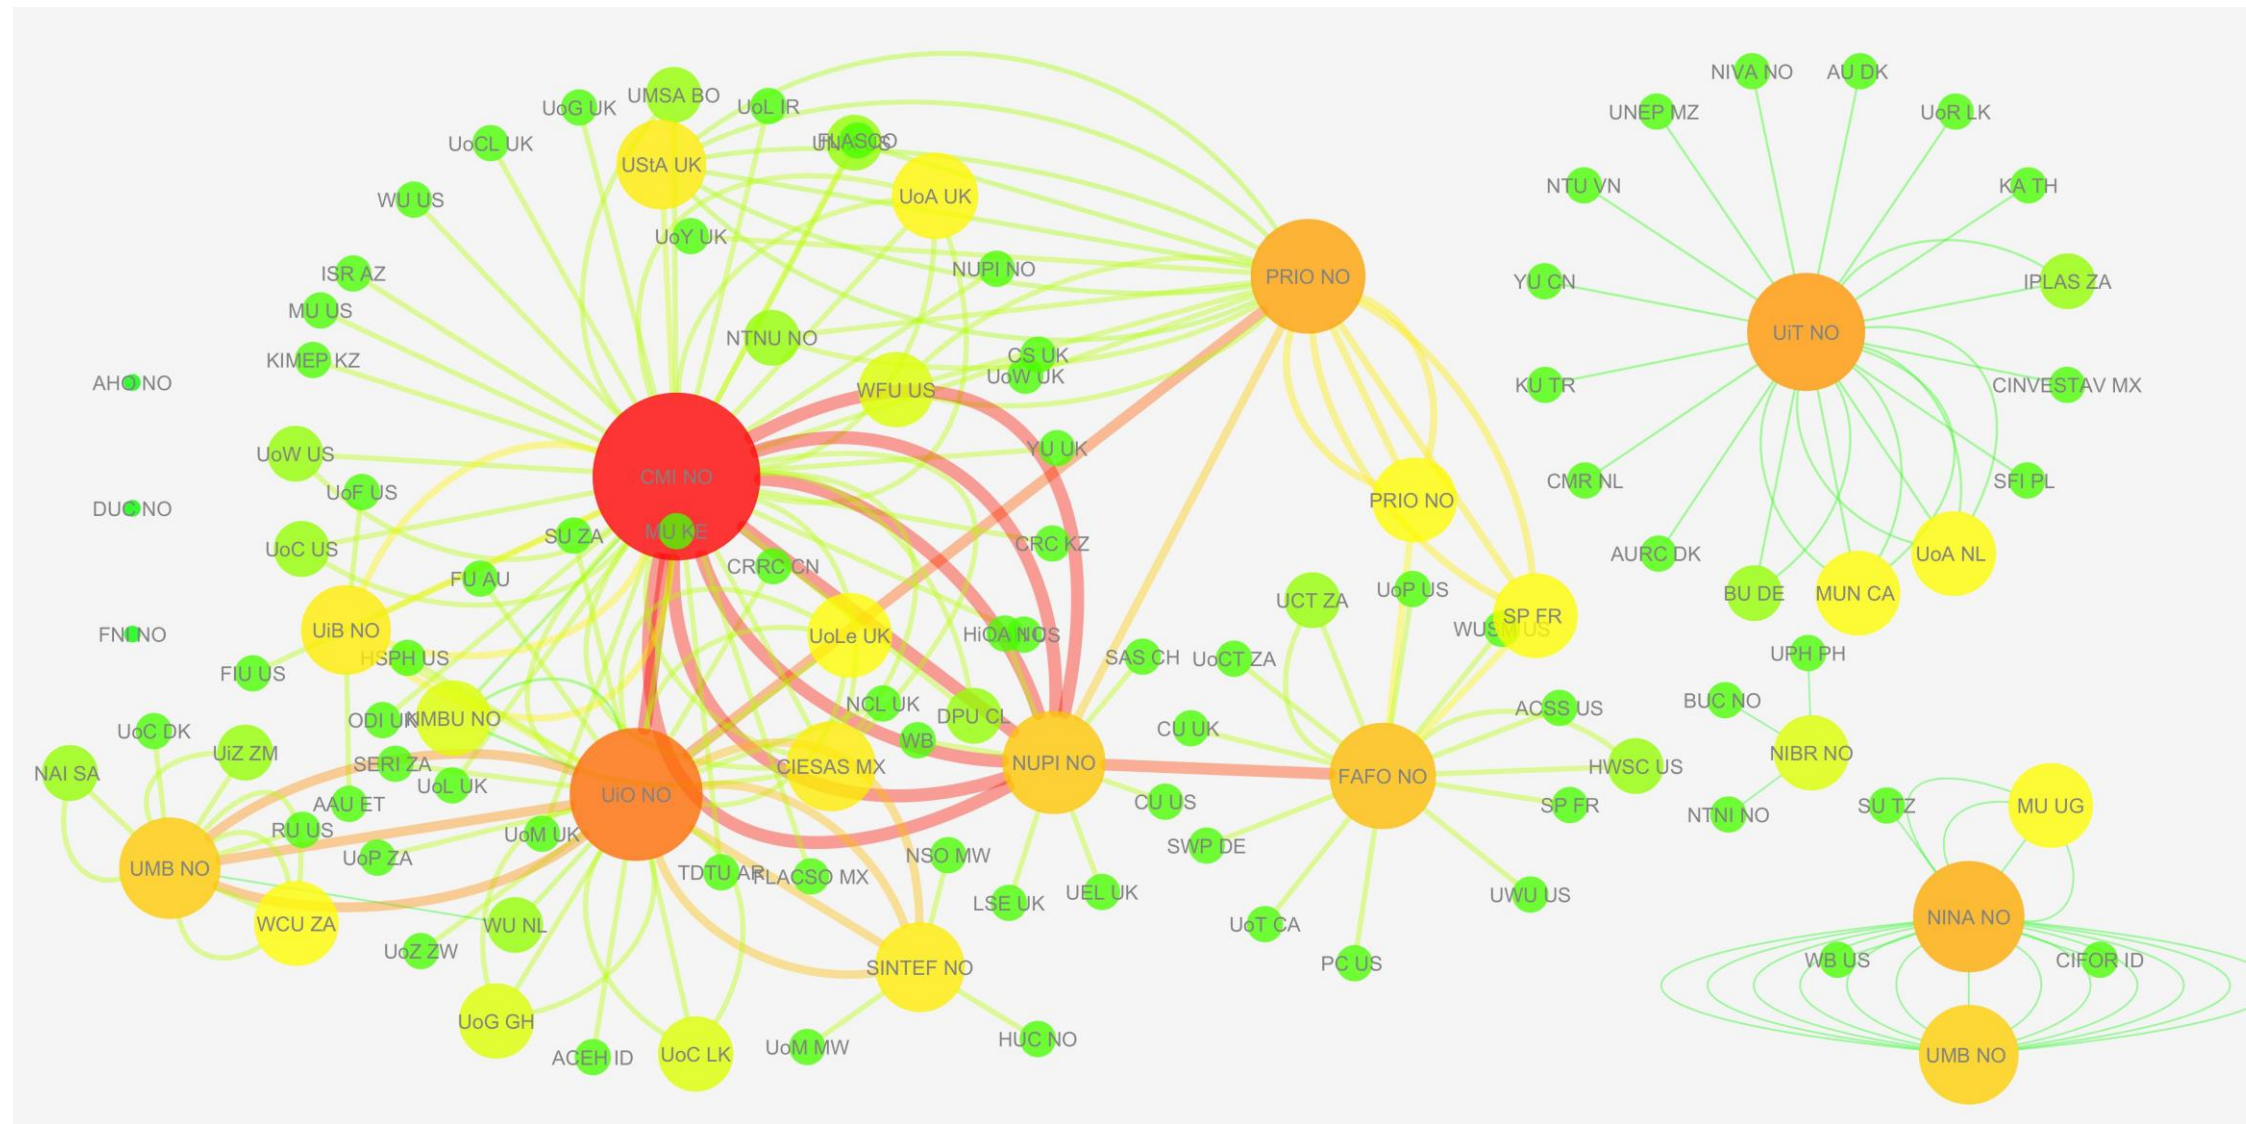 NIVA NO
AU DK
UMSA BO
UoG UK
UoL IR
UNEP MZ
UoR LK
UoCL UK
FLASCO
UStA UK
UoA UK
NTU VN
KA TH
WU US
UoY UK
NUPI NO
ISR AZ
PRIO NO
YU CN
IPLAS ZA
MU US
NTNU NO
UiT NO
KIMEP KZ
CS UK
UoW UK
AHO NO
WFU US
KU TR
CINVESTAV MX
UoW US
YU UK
CMI NO
UoF US
PRIO NO
CMR NL
SFI PL
DUC NO
SU ZA
MU KE
CRC KZ
UoC US
AURC DK
UoA NL
FU AU
CRRC CN
UCT ZA
UoP US
BU DE
MUN CA
FNI NO
UiB NO
UoLe UK
HiOA NO
SP FR
WUSM US
HSPH US
SAS CH
UoCT ZA
UPH PH
FIU US
NCL UK
BUC NO
ODI UK
NMBU NO
DPU CL
ACSS US
UoC DK
UiZ ZM
WB
CU UK
NIBR NO
NAI SA
SERI ZA
CIESAS MX
NUPI NO
FAFO NO
HWSC US
UoL UK
UiO NO
AAU ET
CU US
SP FR
NTNI NO
SU TZ
MU UG
RU US
UoM UK
SWP DE
UoP ZA
NSO MW
UMB NO
TDTU AR
FLACSO MX
LSE UK
UEL UK
UWU US
WCU ZA
WU NL
UoT CA
NINA NO
UoZ ZW
SINTEF NO
PC US
WB US
CIFOR ID
UoG GH
ACEH ID
UoC LK
UoM MW
HUC NO
UMB NO